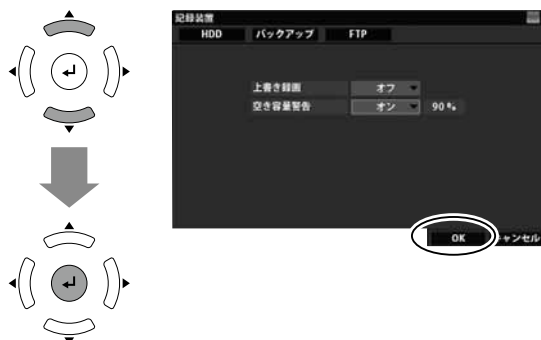 記録装置
HDD バックアップ FTP
上書き録画 オフ
空き容量警告 オン 90 %
OK キャンセル